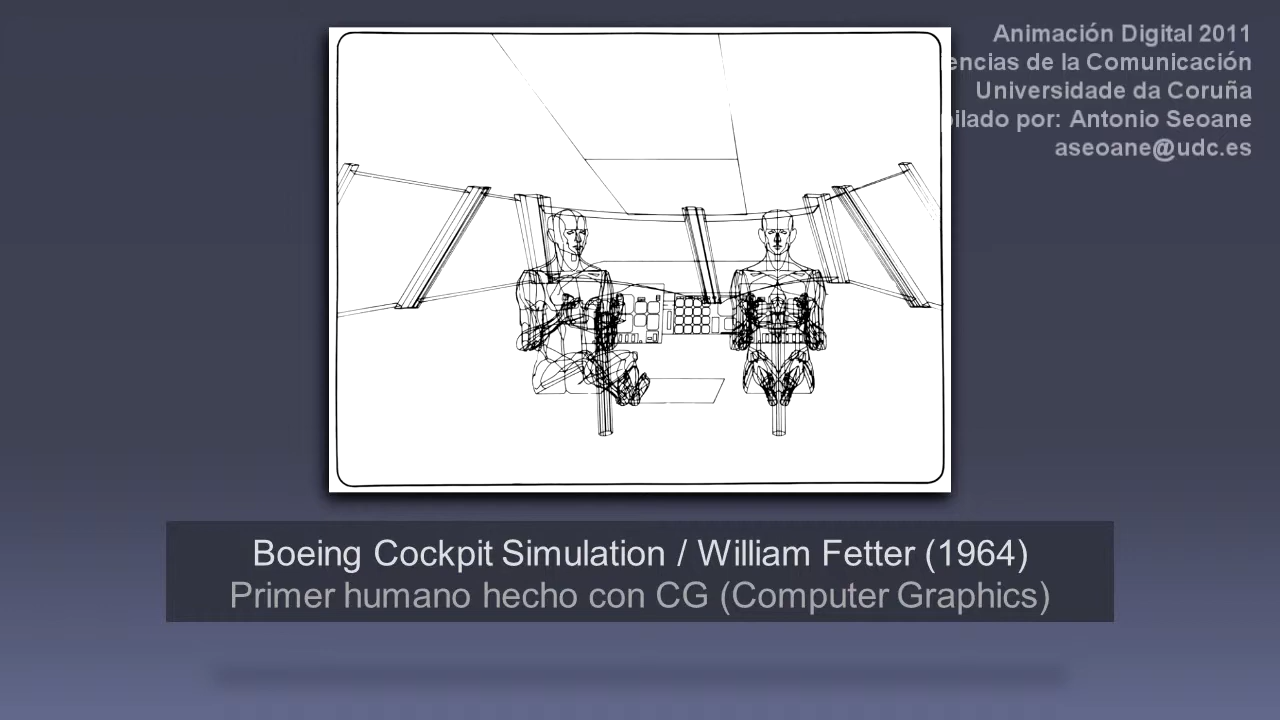 Animación Digital 2011
de la Comunicación
Universidade da Coruña
por: Antonio Seoane
aseoane@udc.es
Boeing Cockpit Simulation / William Fetter (1964)
Primer humano hecho con CG (Computer Graphics)